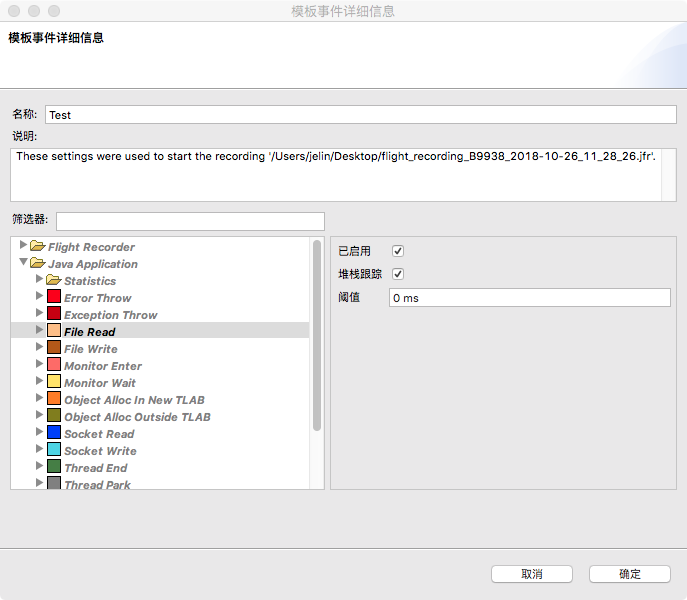 模板事件详细信息
模板事件详细信息
名称: Test
说明:
These settings were used to start the recording '/Users/jelin/Desktop/flight_recording_B9938_2018-10-26_11_28_26.jfr'.
筛选器:
Flight Recorder
Java Application
Statistics
Error Throw
Exception Throw
File Read
File Write
Monitor Enter
Monitor Wait
Object Alloc In New TLAB
Object Alloc Outside TLAB
Socket Read
Socket Write
Thread End
Thread Park
已启用
堆栈跟踪
阈值 0 ms
取消 确定